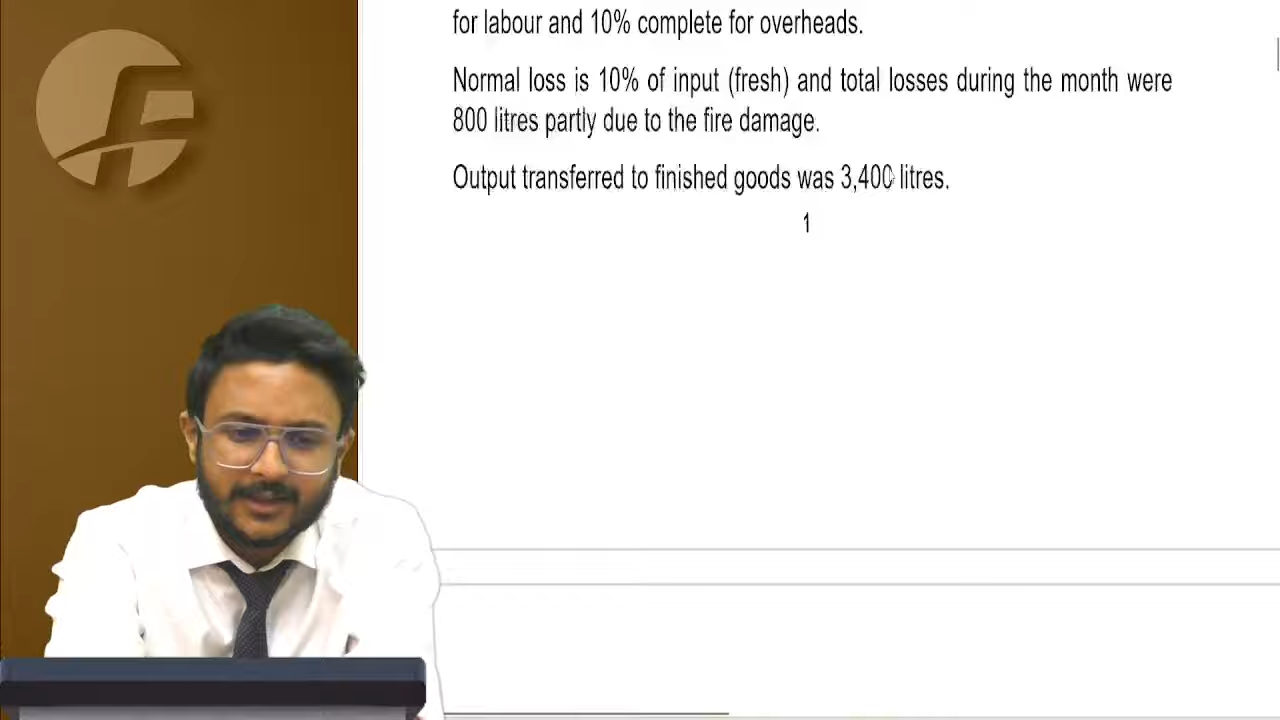 for labour and 10% complete for overheads.
Normal loss is 10% of input (fresh) and total losses during the month were
800 litres partly due to the fire damage.
Output transferred to finished goods was 3,400 litres.
1